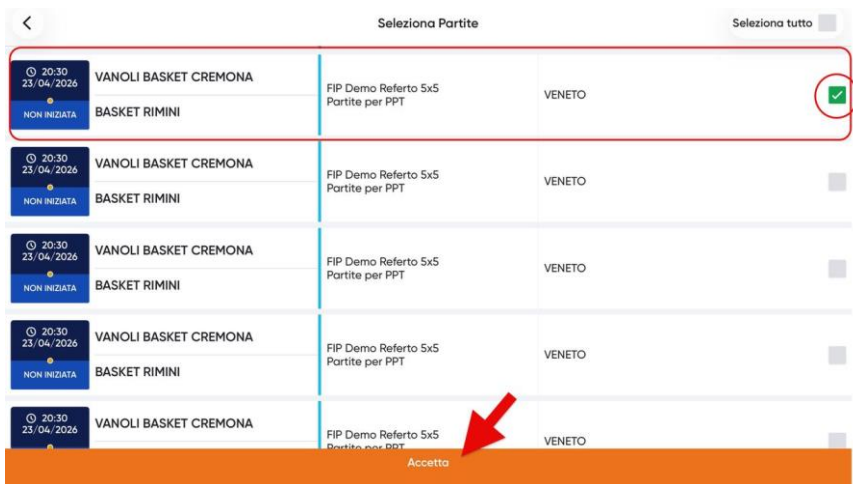 Seleziona Partite
Seleziona tutto
20:30
23/04/2026
NON INIZIATA
VANOLI BASKET CREMONA
BASKET RIMINI
FIP Demo Referto 5x5
Partite per PPT
VENETO
20:30
23/04/2026
NON INIZIATA
VANOLI BASKET CREMONA
BASKET RIMINI
FIP Demo Referto 5x5
Partite per PPT
VENETO
20:30
23/04/2026
NON INIZIATA
VANOLI BASKET CREMONA
BASKET RIMINI
FIP Demo Referto 5x5
Partite per PPT
VENETO
20:30
23/04/2026
NON INIZIATA
VANOLI BASKET CREMONA
BASKET RIMINI
FIP Demo Referto 5x5
Partite per PPT
VENETO
20:30
23/04/2026
VANOLI BASKET CREMONA
FIP Demo Referto 5x5
Partite per PPT
VENETO
Accetta